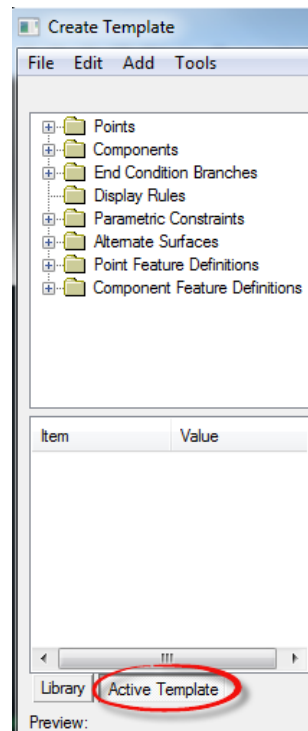 Create Template
File Edit Add Tools
Points
Components
End Condition Branches
Display Rules
Parametric Constraints
Alternate Surfaces
Point Feature Definitions
Component Feature Definitions
Item Value
Library Active Template
Preview: